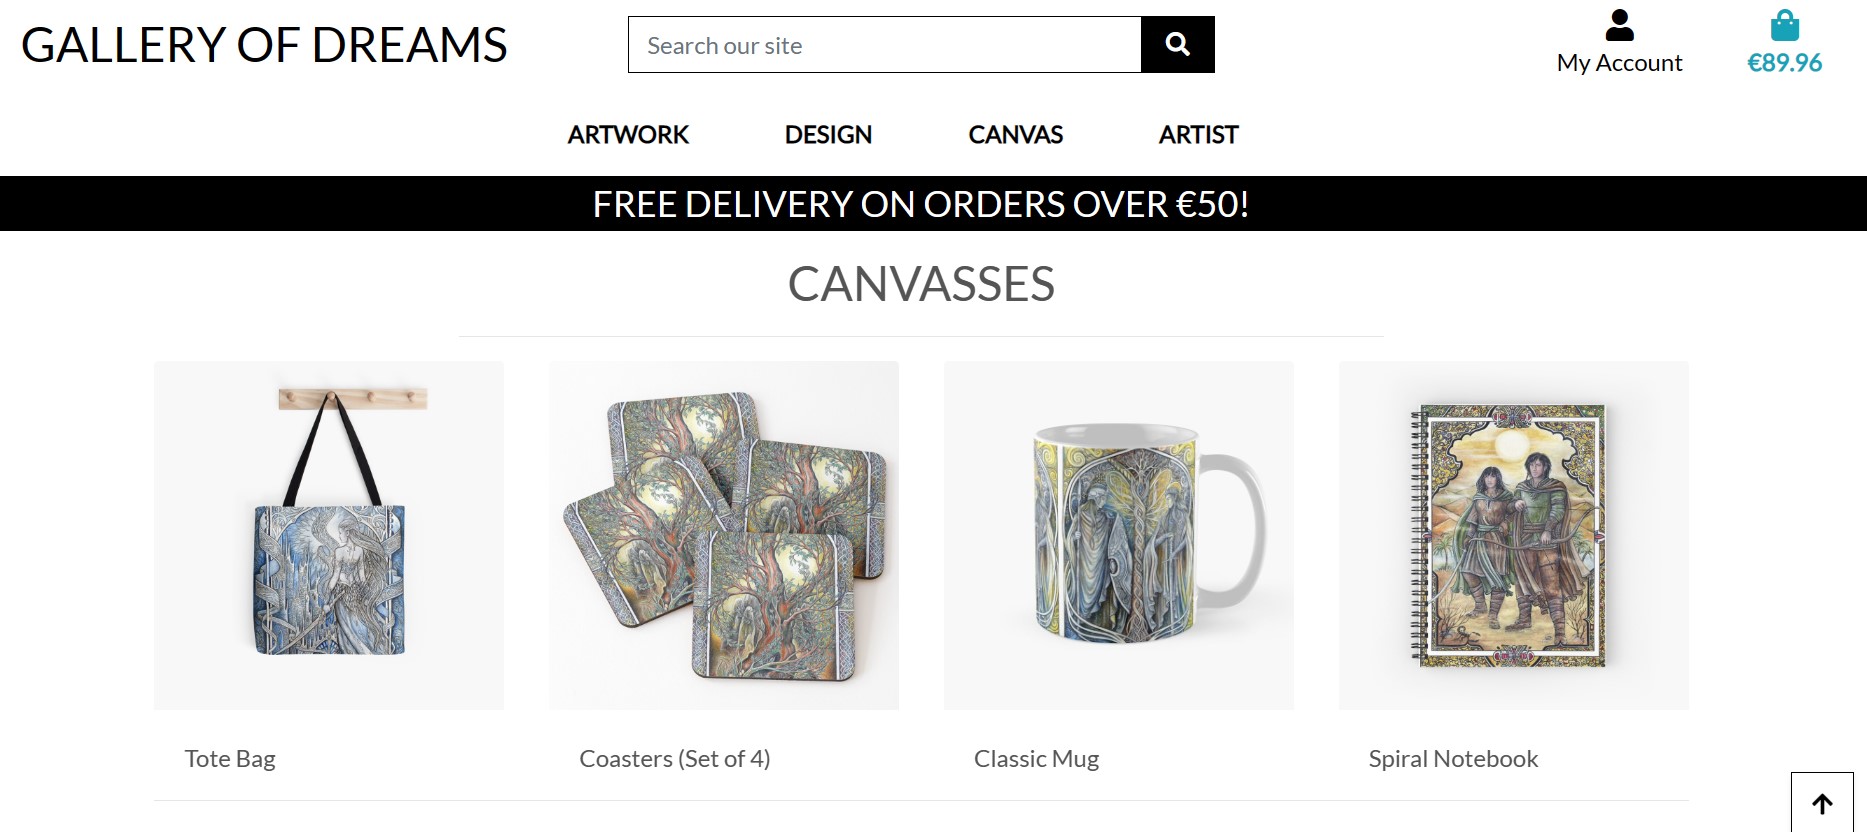 GALLERY OF DREAMS
Search our site
My Account
€89.96
ARTWORK DESIGN CANVAS ARTIST
FREE DELIVERY ON ORDERS OVER €50!
CANVASSES
Tote Bag
Coasters (Set of 4)
Classic Mug
Spiral Notebook